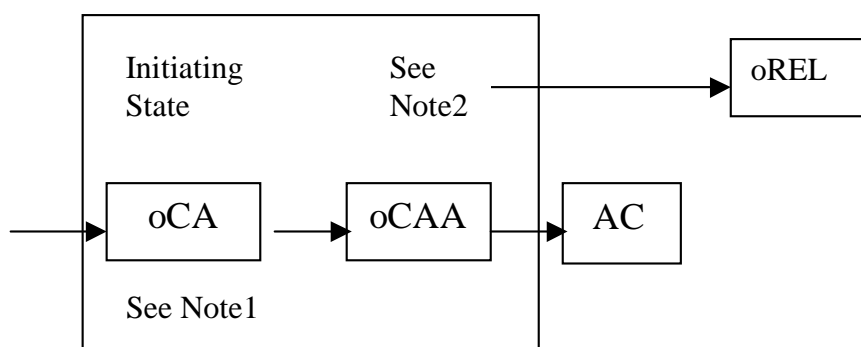 Initiating
State
See
Note2
oREL
oCA
oCAA
AC
See Note1